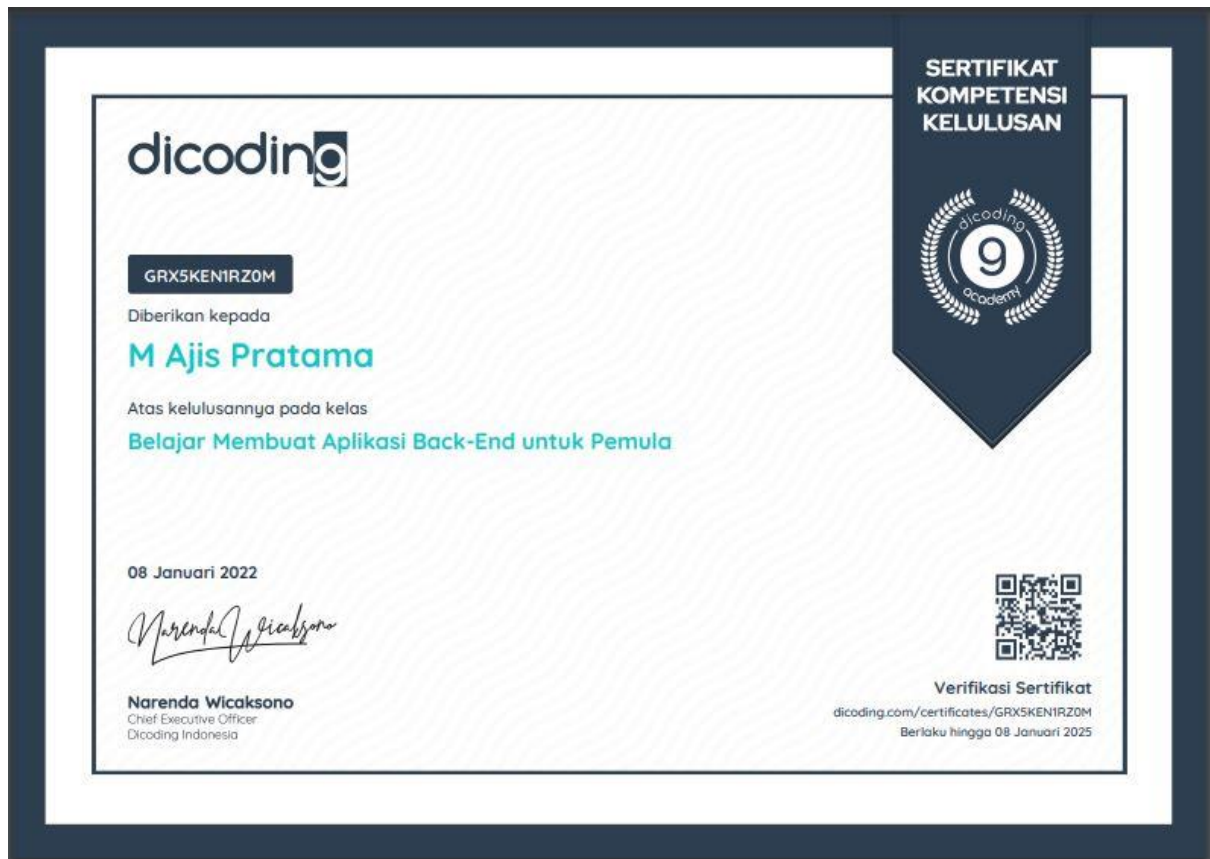 SERTIFIKAT
KOMPETENSI
KELULUSAN
dicoding
dicoding
academy
GRX5KEN1RZ0M
Diberikan kepada
M Ajis Pratama
Atas kelulusannya pada kelas
Belajar Membuat Aplikasi Back-End untuk Pemula
08 Januari 2022
Narenda Wicaksono
Narenda Wicaksono
Chief Executive Officer
Dicoding Indonesia
Verifikasi Sertifikat
dicoding.com/certificates/GRX5KEN1RZ0M
Berlaku hingga 08 Januari 2025